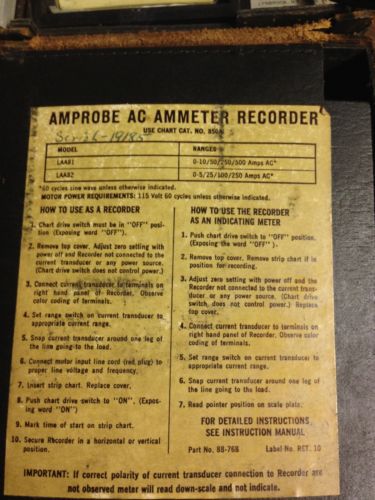 AMPROBE AC AMMETER RECORDER
USE CHART CAT. NO. 850A
MODEL RANGES
LAA81 0-10/50/250/500 Amps AC*
LAA82 0-5/25/100/250 Amps AC*
*60 cycles sine wave unless otherwise indicated.
MOTOR POWER REQUIREMENTS: 115 Volt 60 cycles unless otherwise indicated.
HOW TO USE AS A RECORDER
1. Chart drive switch must be in "OFF" posi-
tion (Exposing word "OFF").
2. Remove top cover. Adjust zero setting with
power off and Recorder not connected to the
current transducer or any power source.
(Chart drive switch does not control power.)
3. Connect current transducer to terminals on
right hand panel of Recorder. Observe
color coding of terminals.
4. Set range switch on current transducer to
appropriate current range.
5. Snap current transducer around one leg of
the line going to the load.
6. Connect motor input line cord (red plug) to
proper line voltage and frequency.
7. Insert strip chart. Replace cover.
8. Push chart drive switch to "ON". (Expos-
ing word "ON")
9. Mark time of start on strip chart.
10. Secure Recorder in a horizontal or vertical
position.
HOW TO USE THE RECORDER
AS AN INDICATING METER
1. Push chart drive switch to "OFF" position.
(Exposing the word "OFF").
2. Remove top cover. Remove strip chart if in
position for recording.
3. Adjust zero setting with power off and the
Recorder not connected to the current trans-
ducer or any power source. (Chart drive
switch does not control power.) Replace
top cover.
4. Connect current transducer to terminals on
right hand panel of Recorder. Observe color
coding of terminals.
5. Set range switch on current transducer to
appropriate current range.
6. Snap current transducer around one leg of
the line going to the load.
7. Read pointer position on scale plate.
FOR DETAILED INSTRUCTIONS
SEE INSTRUCTION MANUAL
Part No. 88-768 Label No. RET. 10
IMPORTANT: If correct polarity of current transducer connection to Recorder are
not observed meter will read down-scale and not indicate.